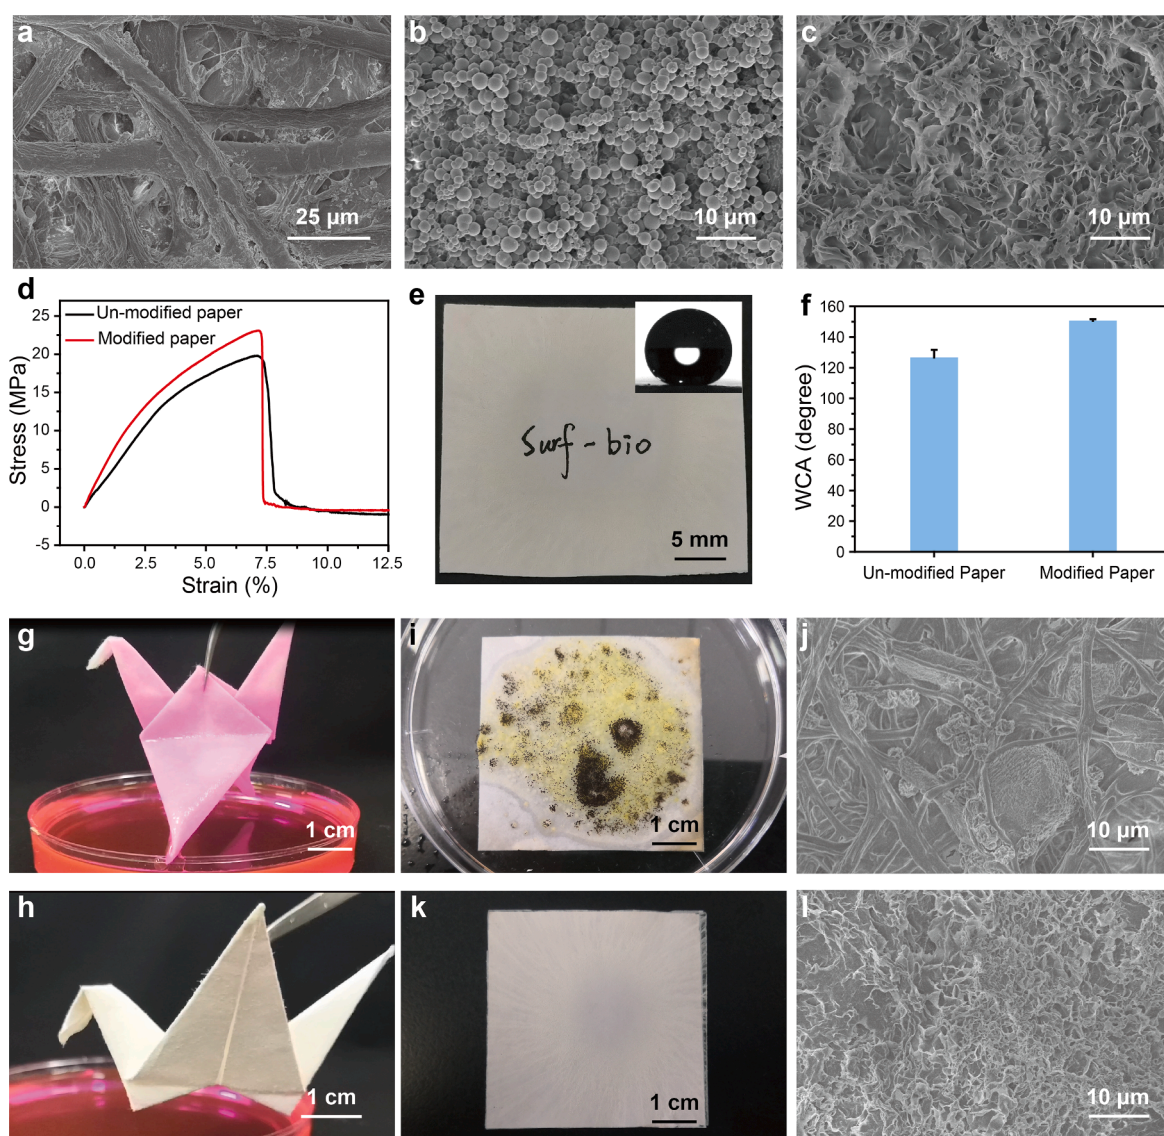 a
25 μm
b
10 μm
c
10 μm
d
Un-modified paper
Modified paper
25
20
15
10
5
0
-5
Stress (MPa)
0.0 2.5 5.0 7.5 10.0 12.5
Strain (%)
e
Surf-bio
5 mm
f
160
140
120
100
80
60
40
20
0
WCA (degree)
Un-modified Paper Modified Paper
g
1 cm
i
1 cm
j
10 μm
h
1 cm
k
1 cm
l
10 μm